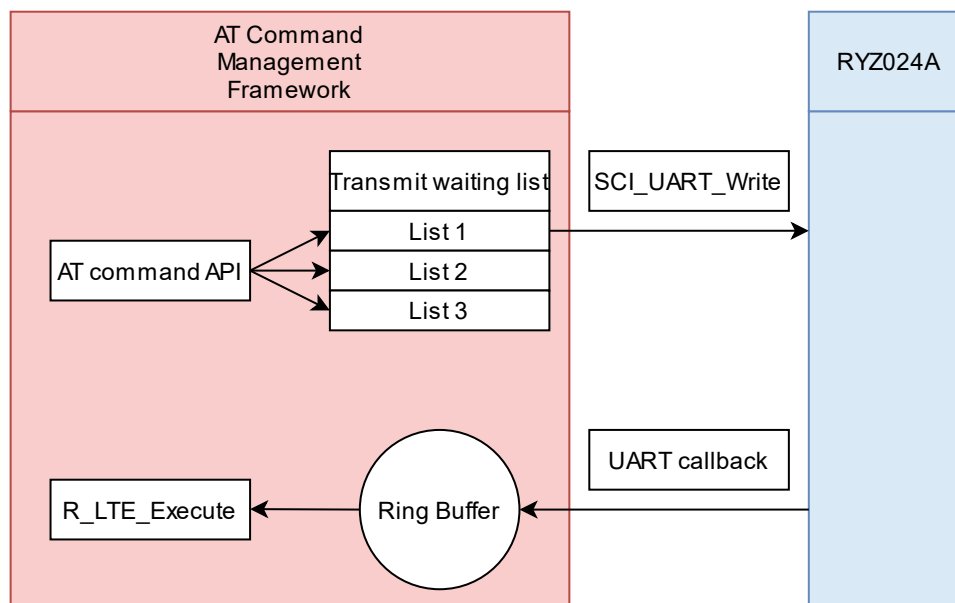 AT Command
Management
Framework
RYZ024A
Transmit waiting list
SCI_UART_Write
List 1
AT command API
List 2
List 3
UART callback
R_LTE_Execute
Ring Buffer